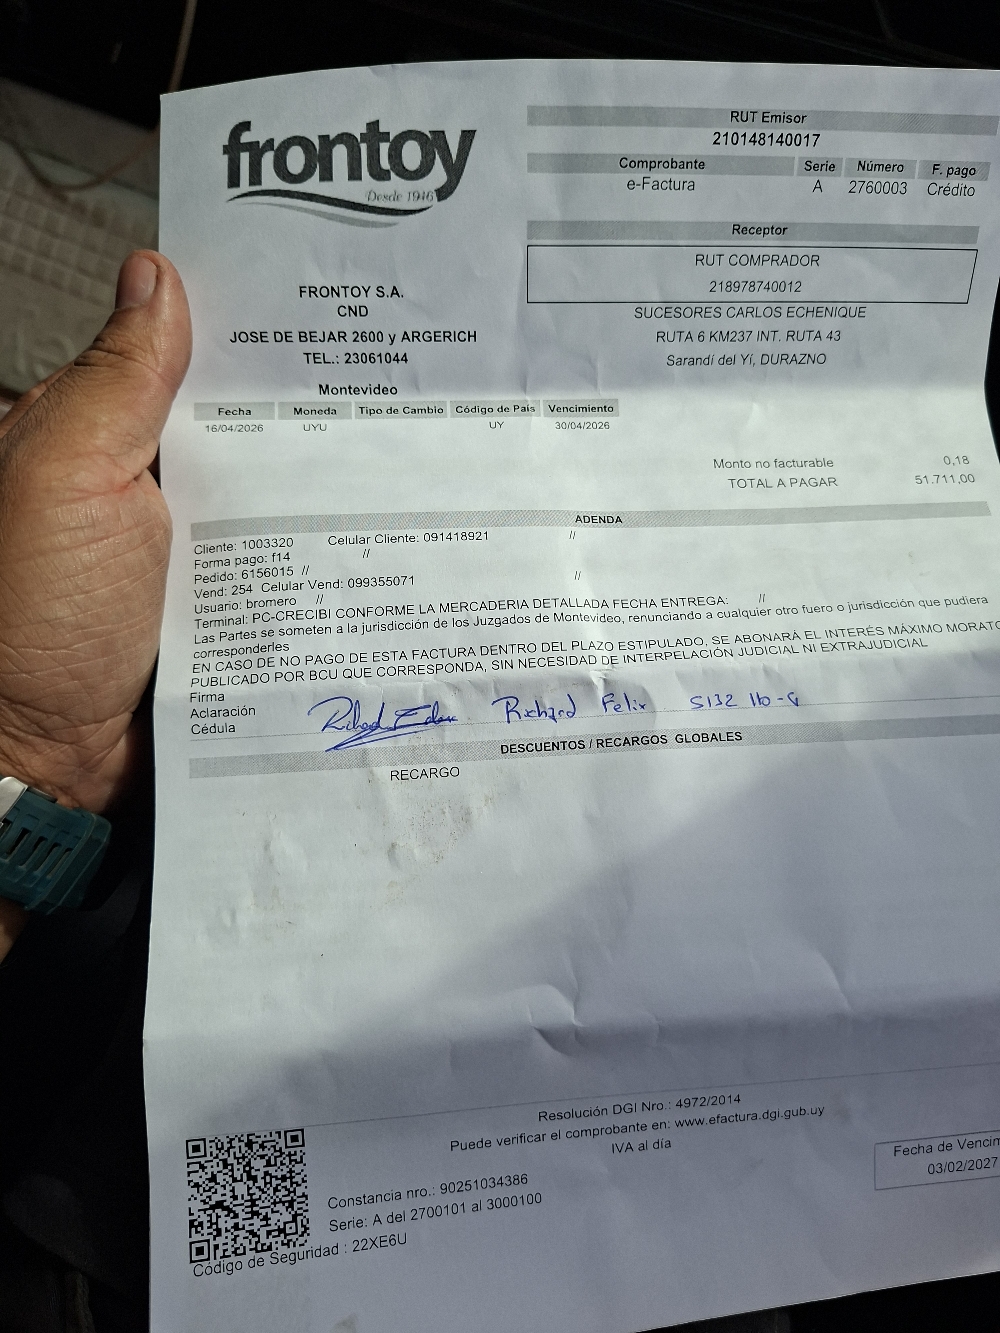 frontoy
Desde 1946
RUT Emisor
210148140017
Comprobante Serie Número F. pago
e-Factura A 2760003 Crédito
Receptor
RUT COMPRADOR
218978740012
SUCESORES CARLOS ECHENIQUE
RUTA 6 KM237 INT. RUTA 43
Sarandí del Yí, DURAZNO
FRONTOY S.A.
CND
JOSE DE BEJAR 2600 y ARGERICH
TEL.: 23061044
Montevideo
Fecha Moneda Tipo de Cambio Código de País Vencimiento
16/04/2026 UYU UY 30/04/2026
Monto no facturable 0,18
TOTAL A PAGAR 51.711,00
ADENDA
Cliente: 1003320 Celular Cliente: 091418921 //
Forma pago: f14 //
Pedido: 6156015 //
Vend: 254 Celular Vend: 099355071 //
Usuario: bromero //
Terminal: PC-CRECIBI CONFORME LA MERCADERIA DETALLADA FECHA ENTREGA: //
Las Partes se someten a la jurisdicción de los Juzgados de Montevideo, renunciando a cualquier otro fuero o jurisdicción que pudiera
corresponderles
EN CASO DE NO PAGO DE ESTA FACTURA DENTRO DEL PLAZO ESTIPULADO, SE ABONARÁ EL INTERÉS MÁXIMO MORATO
PUBLICADO POR BCU QUE CORRESPONDA, SIN NECESIDAD DE INTERPELACIÓN JUDICIAL NI EXTRAJUDICIAL
Firma
Aclaración Richard Felix
Cédula
DESCUENTOS / RECARGOS GLOBALES
RECARGO
Resolución DGI Nro.: 4972/2014
Puede verificar el comprobante en: www.efactura.dgi.gub.uy
IVA al día
Fecha de Vencim
03/02/2027
Constancia nro.: 90251034386
Serie: A del 2700101 al 3000100
Código de Seguridad : 22XE6U